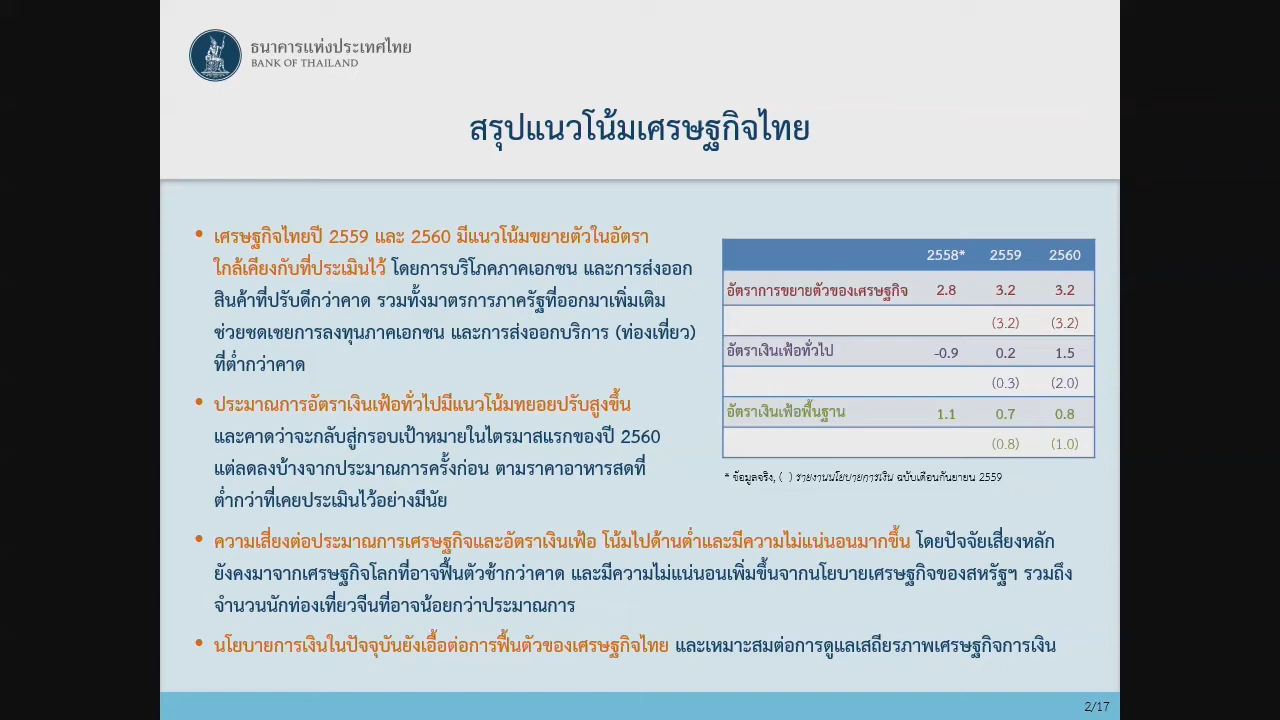 ธนาคารแห่งประเทศไทย
BANK OF THAILAND
สรุปแนวโน้มเศรษฐกิจไทย
• เศรษฐกิจไทยปี 2559 และ 2560 มีแนวโน้มขยายตัวในอัตรา
ใกล้เคียงกับที่ประเมินไว้ โดยการบริโภคภาคเอกชน และการส่งออก
สินค้าที่ปรับดีกว่าคาด รวมทั้งมาตรการภาครัฐที่ออกมาเพิ่มเติม
ช่วยชดเชยการลงทุนภาคเอกชน และการส่งออกบริการ (ท่องเที่ยว)
ที่ต่ำกว่าคาด
• ประมาณการอัตราเงินเฟ้อทั่วไปมีแนวโน้มทยอยปรับสูงขึ้น
และคาดว่าจะกลับสู่กรอบเป้าหมายในไตรมาสแรกของปี 2560
แต่ลดลงบ้างจากประมาณการครั้งก่อน ตามราคาอาหารสดที่
ต่ำกว่าที่เคยประเมินไว้อย่างมีนัย
2558* 2559 2560
อัตราการขยายตัวของเศรษฐกิจ 2.8 3.2 3.2
(3.2) (3.2)
อัตราเงินเฟ้อทั่วไป -0.9 0.2 1.5
(0.3) (2.0)
อัตราเงินเฟ้อพื้นฐาน 1.1 0.7 0.8
(0.8) (1.0)
* ข้อมูลจริง, ( ) รายงานนโยบายการเงิน ฉบับเดือนกันยายน 2559
• ความเสี่ยงต่อประมาณการเศรษฐกิจและอัตราเงินเฟ้อ โน้มไปด้านต่ำและมีความไม่แน่นอนมากขึ้น โดยปัจจัยเสี่ยงหลัก
ยังคงมาจากเศรษฐกิจโลกที่อาจฟื้นตัวช้ากว่าคาด และมีความไม่แน่นอนเพิ่มขึ้นจากนโยบายเศรษฐกิจของสหรัฐฯ รวมถึง
จำนวนนักท่องเที่ยวจีนที่อาจน้อยกว่าประมาณการ
• นโยบายการเงินในปัจจุบันยังเอื้อต่อการฟื้นตัวของเศรษฐกิจไทย และเหมาะสมต่อการดูแลเสถียรภาพเศรษฐกิจการเงิน
2/17